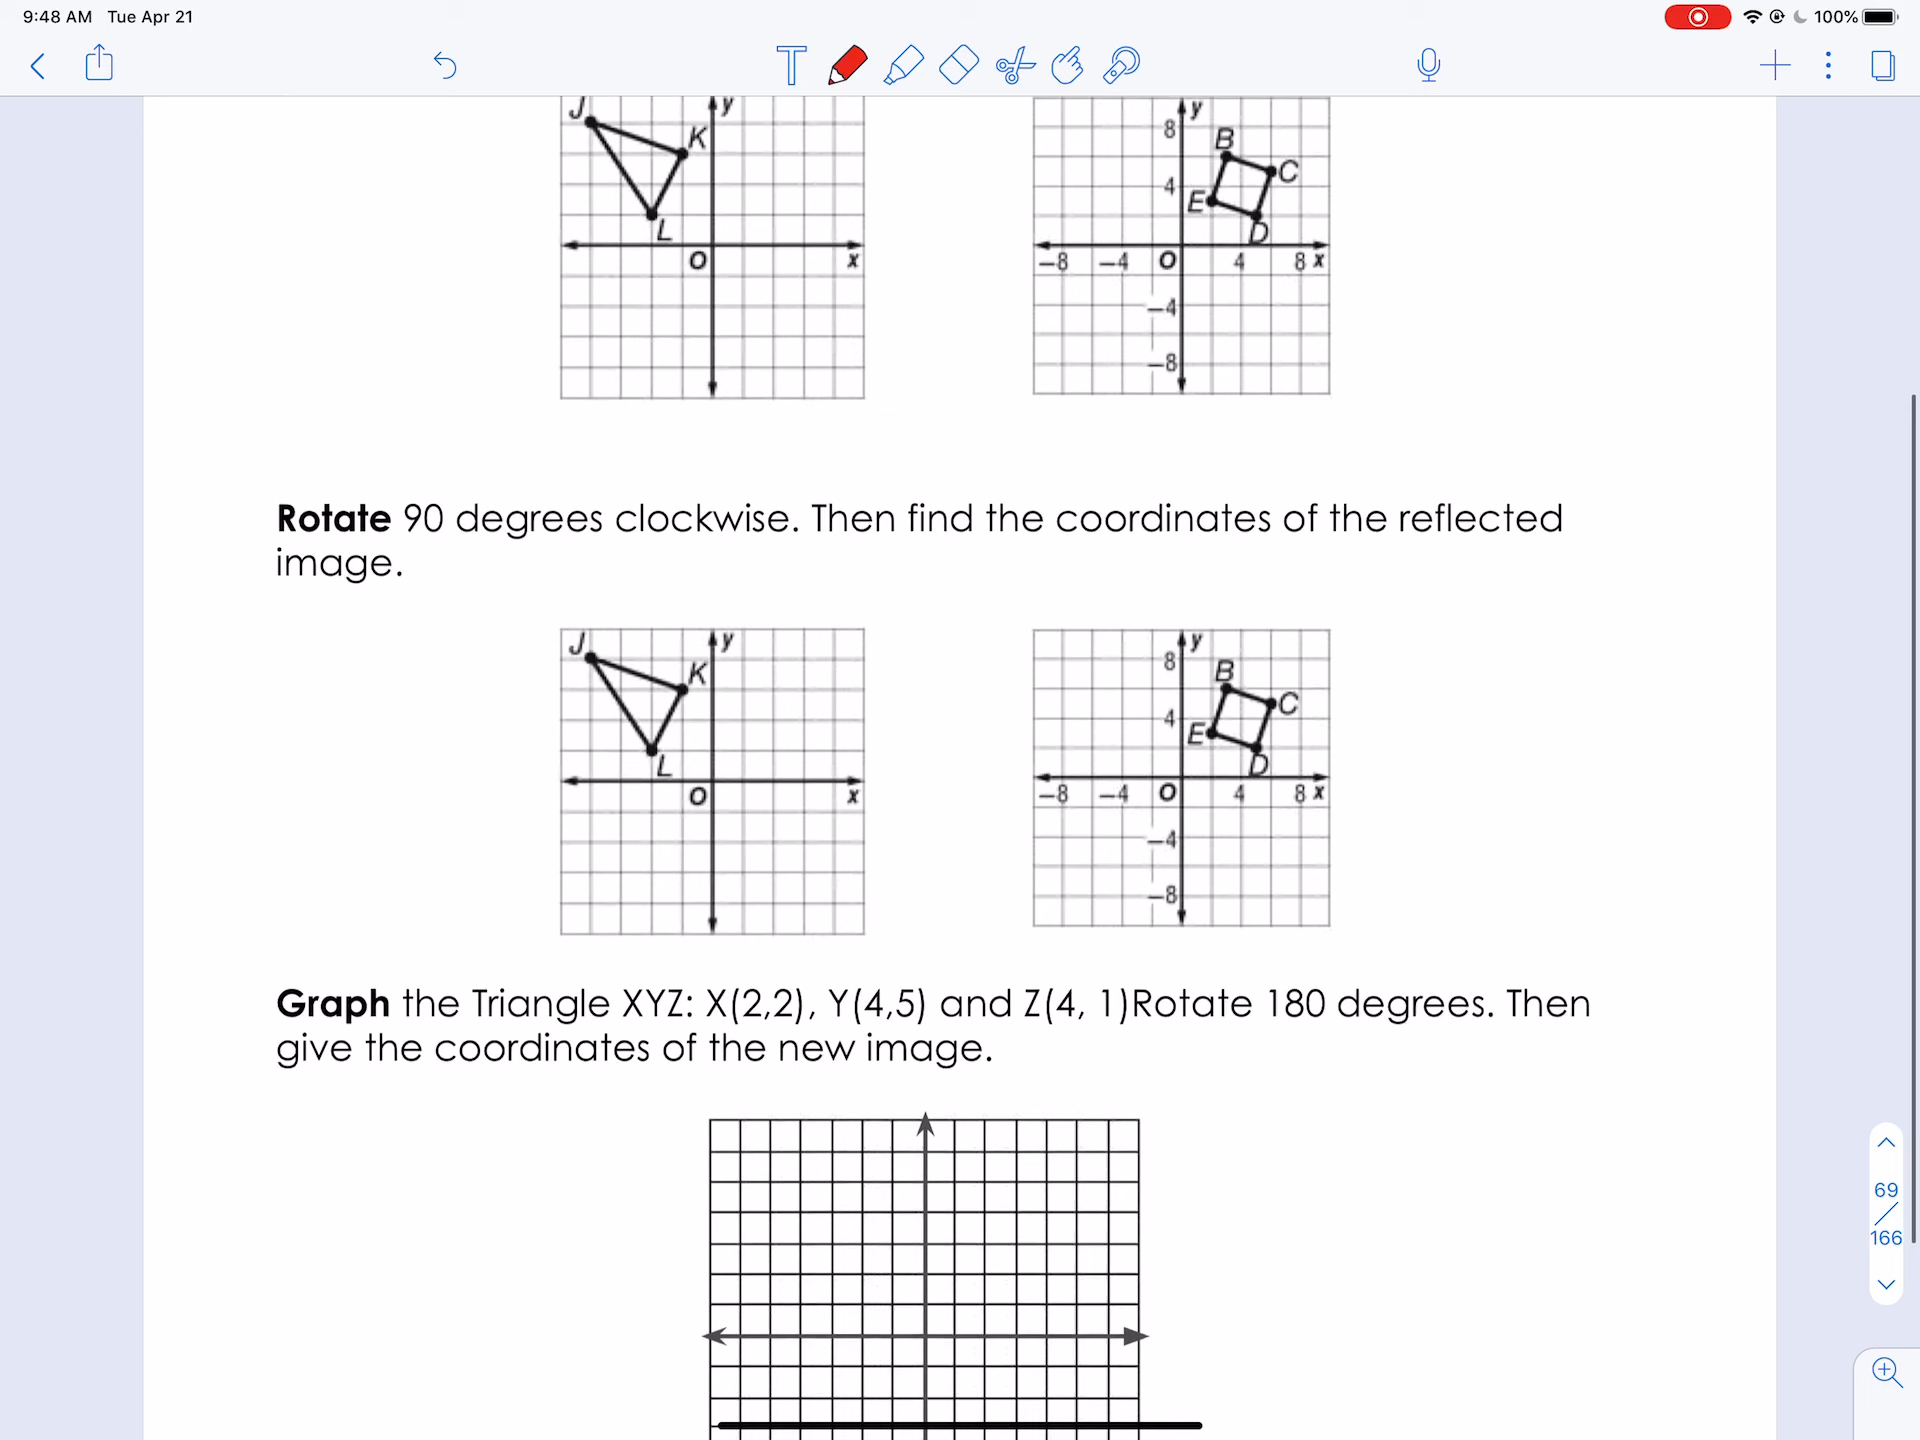 9:48 AM Tue Apr 21
100%
T
J
y
K
L
O
x
y
8
B
C
4
E
D
-8 -4 O 4 8 x
-4
-8
Rotate 90 degrees clockwise. Then find the coordinates of the reflected
image.
J
y
K
L
O
x
y
8
B
C
4
E
D
-8 -4 O 4 8 x
-4
-8
Graph the Triangle XYZ: X(2,2), Y(4,5) and Z(4, 1)Rotate 180 degrees. Then
give the coordinates of the new image.
69
/
166